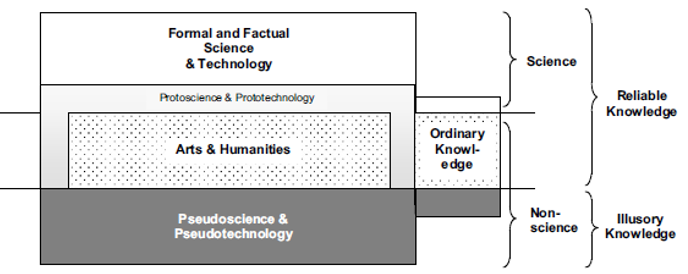 Formal and Factual
Science
& Technology
Science
Protoscience & Prototechnology
Reliable
Knowledge
Arts & Humanities
Ordinary
Knowl-
edge
Pseudoscience &
Pseudotechnology
Non-
science
Illusory
Knowledge